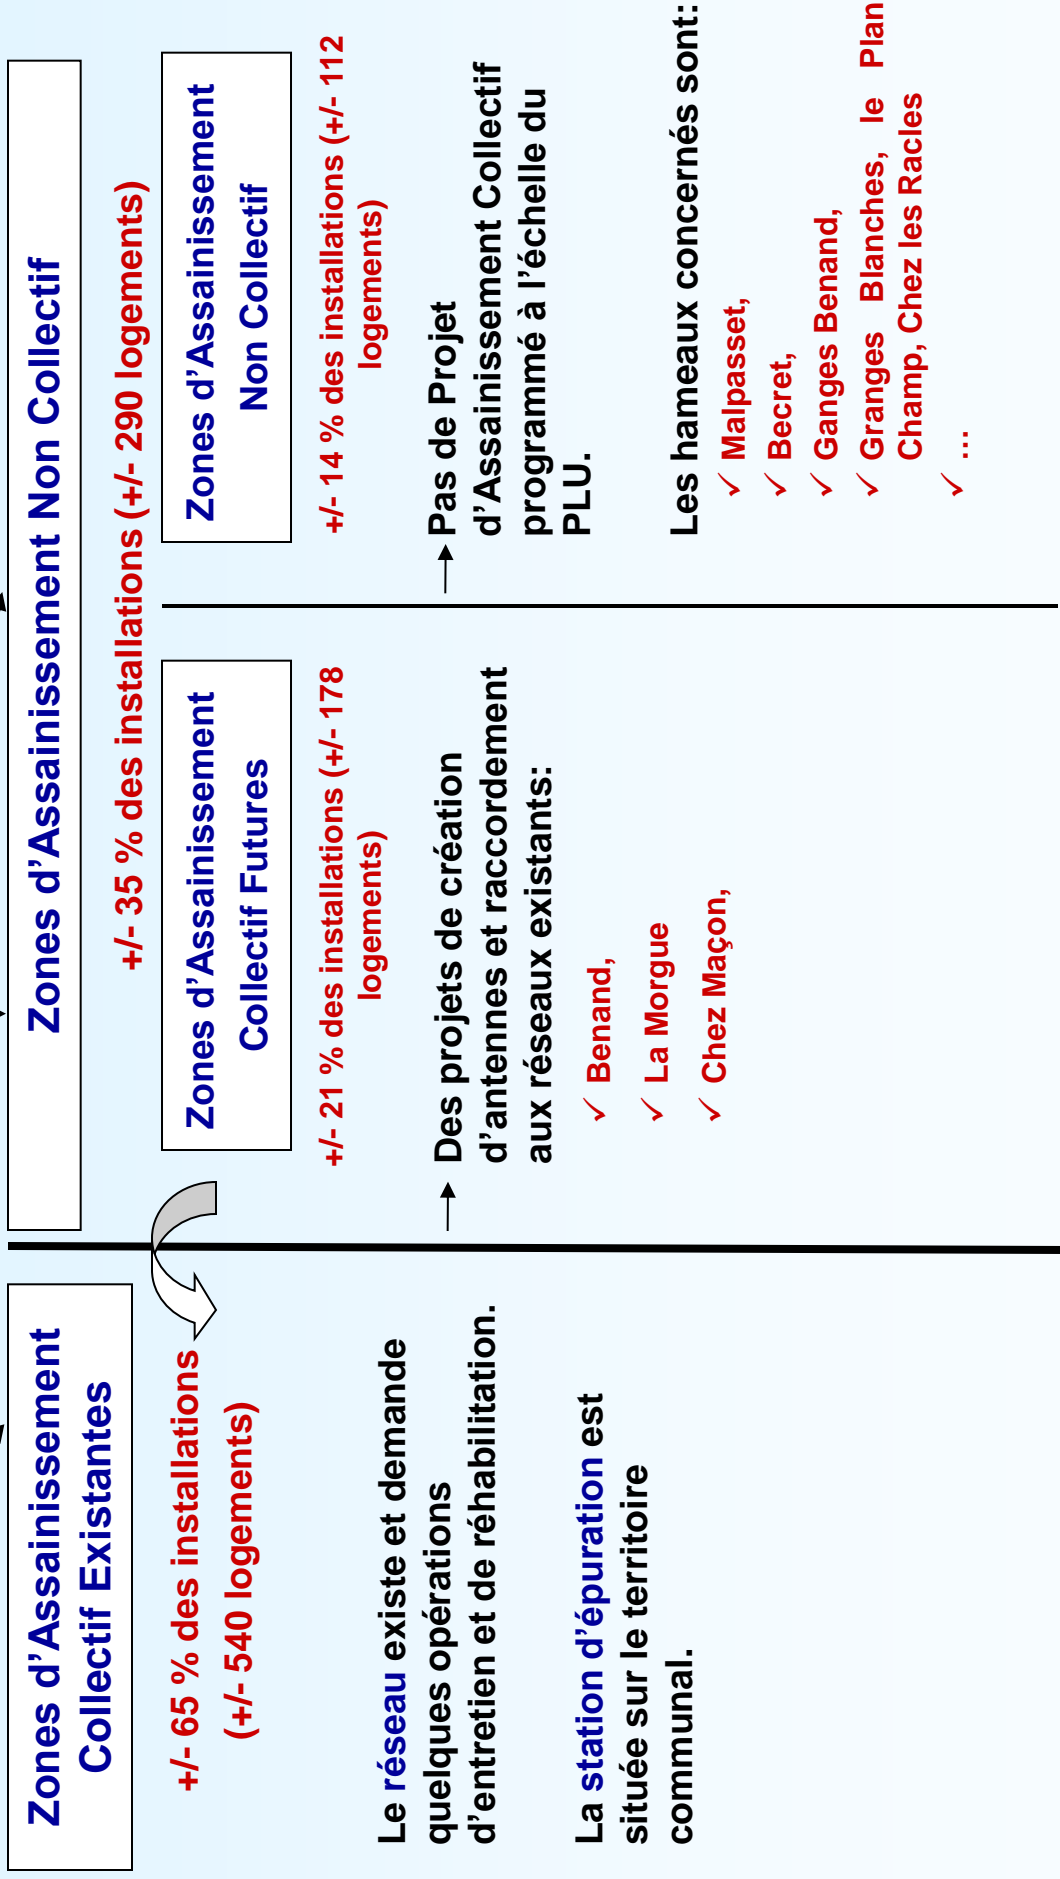 Zones d’Assainissement
Collectif Existantes
+/- 65 % des installations
(+/- 540 logements)
Le réseau existe et demande
quelques opérations
d’entretien et de réhabilitation.
La station d’épuration est
située sur le territoire
communal.
Zones d’Assainissement Non Collectif
+/- 35 % des installations (+/- 290 logements)
Zones d’Assainissement
Collectif Futures
+/- 21 % des installations (+/- 178
logements)
Des projets de création
d’antennes et raccordement
aux réseaux existants:
✓ Benand,
✓ La Morgue
✓ Chez Maçon,
Zones d’Assainissement
Non Collectif
+/- 14 % des installations (+/- 112
logements)
Pas de Projet
d’Assainissement Collectif
programmé à l’échelle du
PLU.
Les hameaux concernés sont:
✓ Malpasset,
✓ Becret,
✓ Ganges Benand,
✓ Granges Blanches, le Plan
Champ, Chez les Racles
✓ …